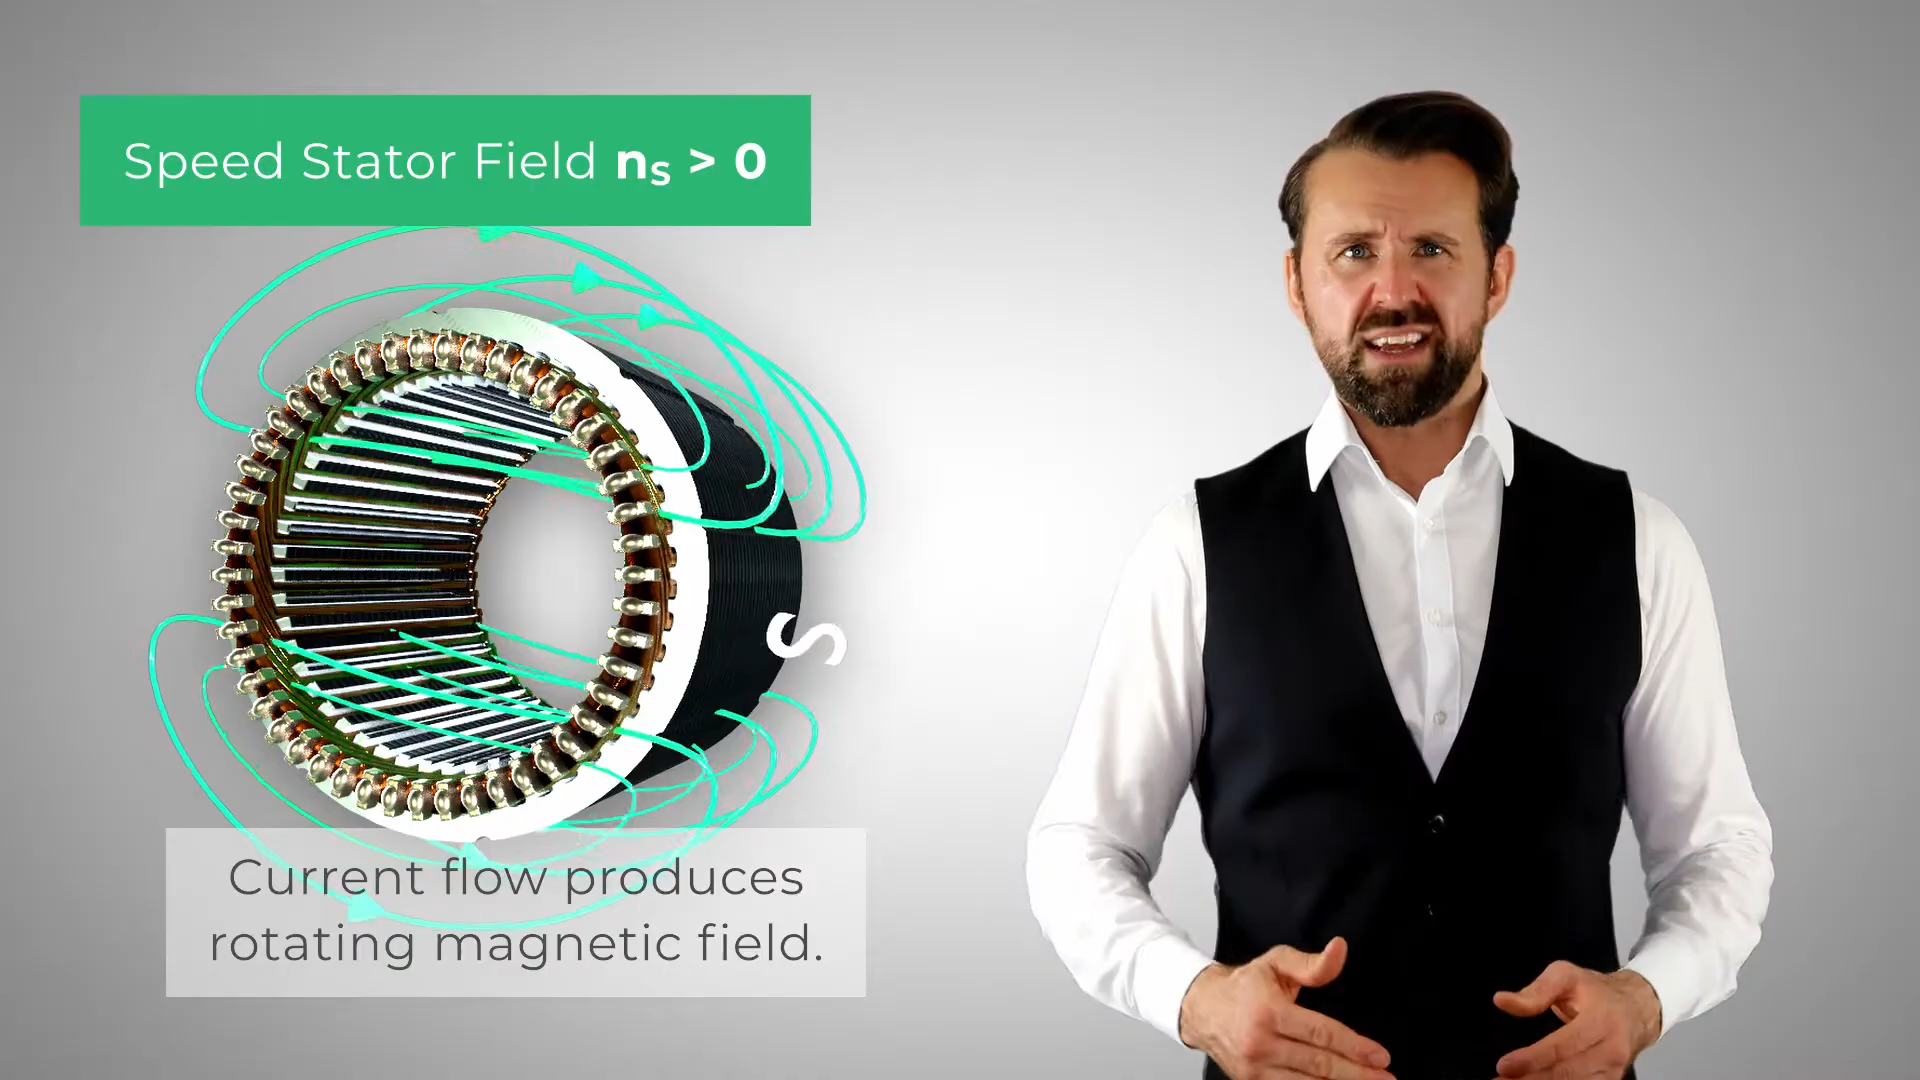 Speed Stator Field nₛ > 0
S
Current flow produces
rotating magnetic field.